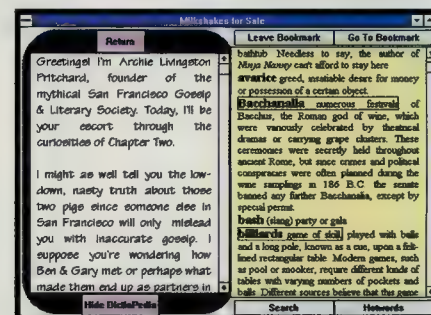 Milkshakes for Sale
Return
Greetings! I'm Archie Livingston
Pritchard, founder of the
mythical San Francisco Gossip
& Literary Society. Today, I'll be
your escort through the
curiosities of Chapter Two.
I might as well tell you the low-
down, nasty truth about those
two pigs since someone else in
San Francisco will only mislead
you with inaccurate gossip. I
suppose you're wondering how
Ben & Gary met or perhaps what
made them end up as partners in
Hide DictioPedia
Leave Bookmark
Go To Bookmark
bathtub Needless to say, the author of
Ninja Nanny can't afford to stay here
avarice greed, insatiable desire for money
or possession of a certain object.
Bacchanalia numerous festivals of
Bacchus, the Roman god of wine, which
were variously celebrated by theatrical
dramas or carrying grape clusters. These
ceremonies were secretly held throughout
ancient Rome, but since crimes and political
conspiracies were often planned during the
wine samplings in 186 B.C. the senate
banned any further Bacchanalia, except by
special permit.
bash (slang) party or gala
billiards game of skill, played with balls
and a long pole, known as a cue, upon a felt-
lined rectangular table Modern games, such
as pool or snooker, require different kinds of
tables with varying numbers of pockets and
balls Different sources believe that this game
Search
Hotwords